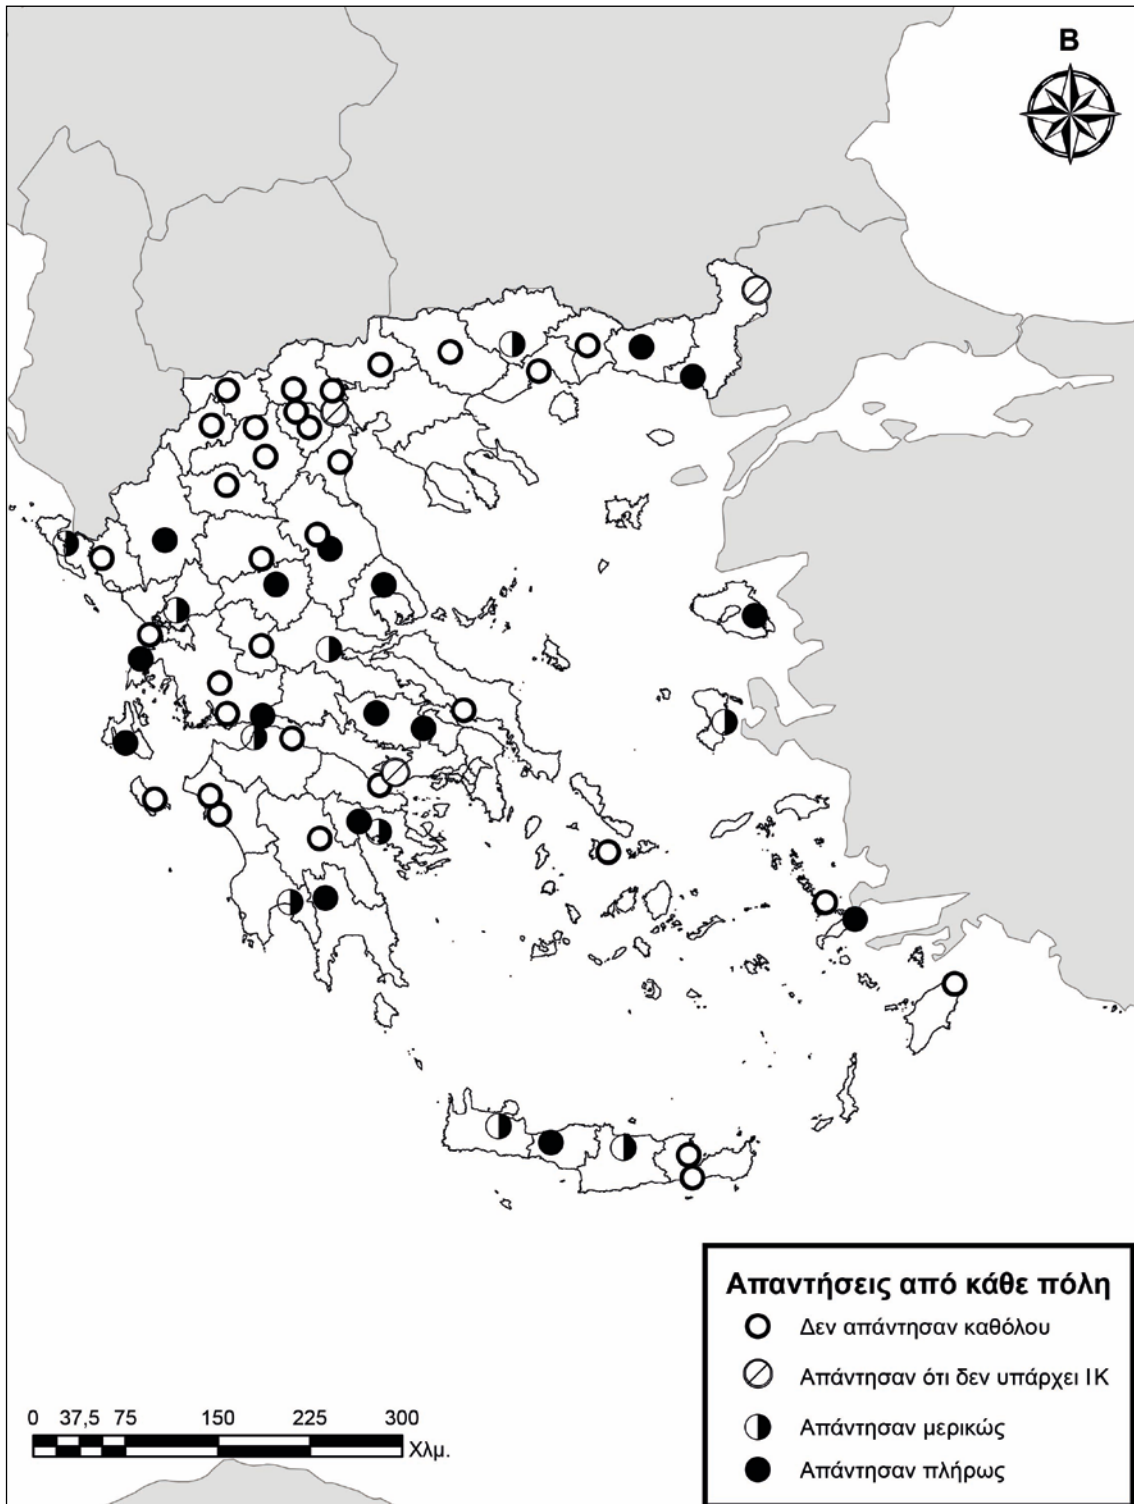 Β
Απαντήσεις από κάθε πόλη
Δεν απάντησαν καθόλου
Απάντησαν ότι δεν υπάρχει ΙΚ
Απάντησαν μερικώς
Απάντησαν πλήρως
0 37,5 75 150 225 300
Χλμ.